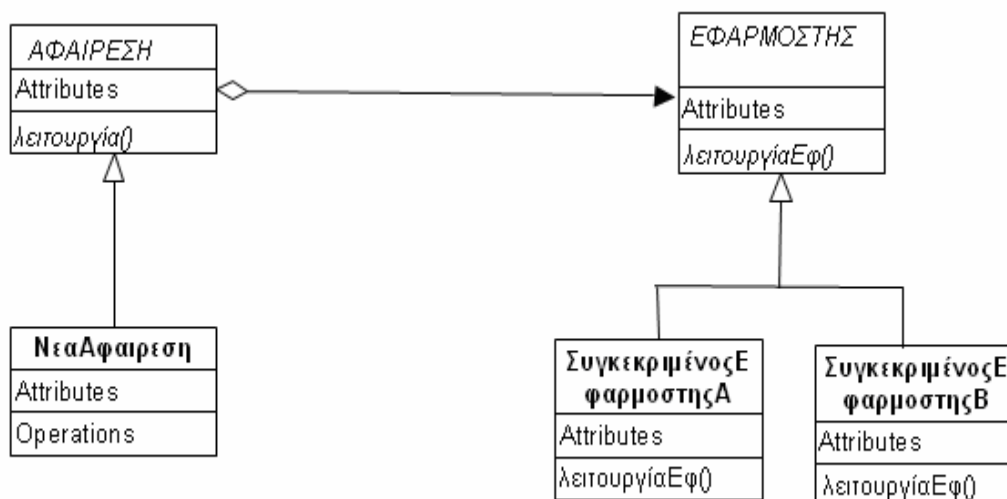 ΑΦΑΙΡΕΣΗ
Attributes
λειτουργία()
ΕΦΑΡΜΟΣΤΗΣ
Attributes
λειτουργίαΕφ()
ΝεαΑφαιρεση
Attributes
Operations
ΣυγκεκριμένοςΕ
φαρμοστηςΑ
Attributes
λειτουργίαΕφ()
ΣυγκεκριμένοςΕ
φαρμοστηςΒ
Attributes
λειτουργίαΕφ()